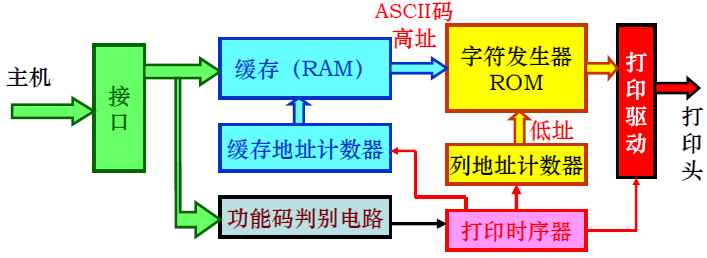 主机
接口
缓存（RAM）
ASCII码
高址
字符发生器
ROM
打印驱动
打印头
缓存地址计数器
低址
列地址计数器
功能码判别电路
打印时序器